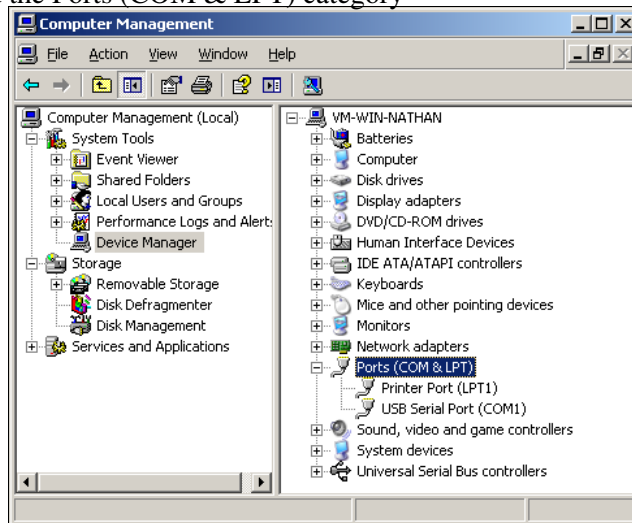 the Ports (COM & LPT) category
Computer Management
File Action View Window Help
Computer Management (Local)
System Tools
Event Viewer
Shared Folders
Local Users and Groups
Performance Logs and Alert:
Device Manager
Storage
Removable Storage
Disk Defragmenter
Disk Management
Services and Applications
VM-WIN-NATHAN
Batteries
Computer
Disk drives
Display adapters
DVD/CD-ROM drives
Human Interface Devices
IDE ATA/ATAPI controllers
Keyboards
Mice and other pointing devices
Monitors
Network adapters
Ports (COM & LPT)
Printer Port (LPT1)
USB Serial Port (COM1)
Sound, video and game controllers
System devices
Universal Serial Bus controllers